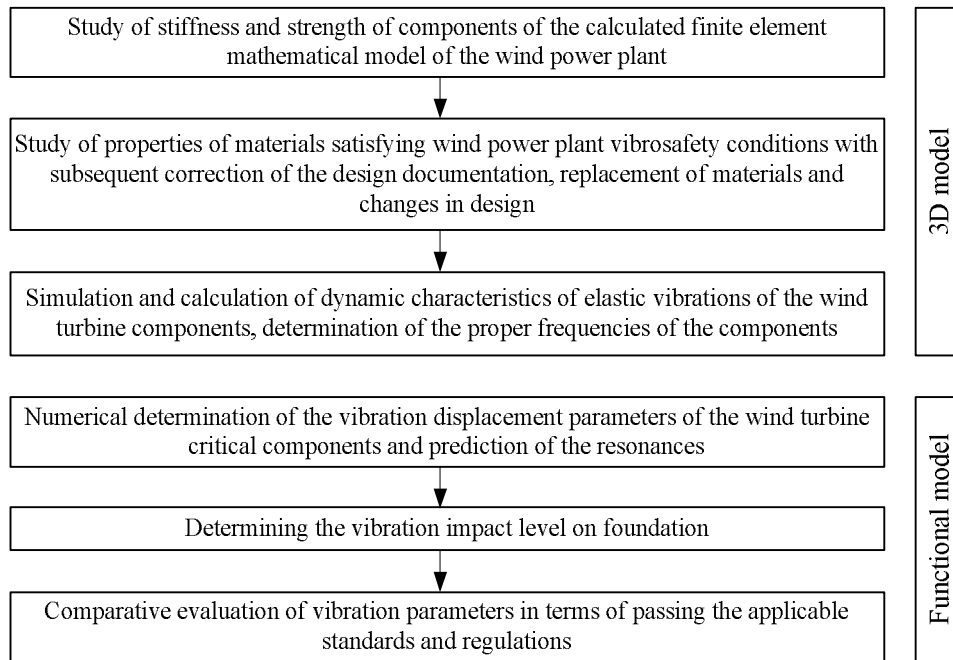 Study of stiffness and strength of components of the calculated finite element
mathematical model of the wind power plant
Study of properties of materials satisfying wind power plant vibrosafety conditions with
subsequent correction of the design documentation, replacement of materials and
changes in design
Simulation and calculation of dynamic characteristics of elastic vibrations of the wind
turbine components, determination of the proper frequencies of the components
3D model
Numerical determination of the vibration displacement parameters of the wind turbine
critical components and prediction of the resonances
Determining the vibration impact level on foundation
Comparative evaluation of vibration parameters in terms of passing the applicable
standards and regulations
Functional model